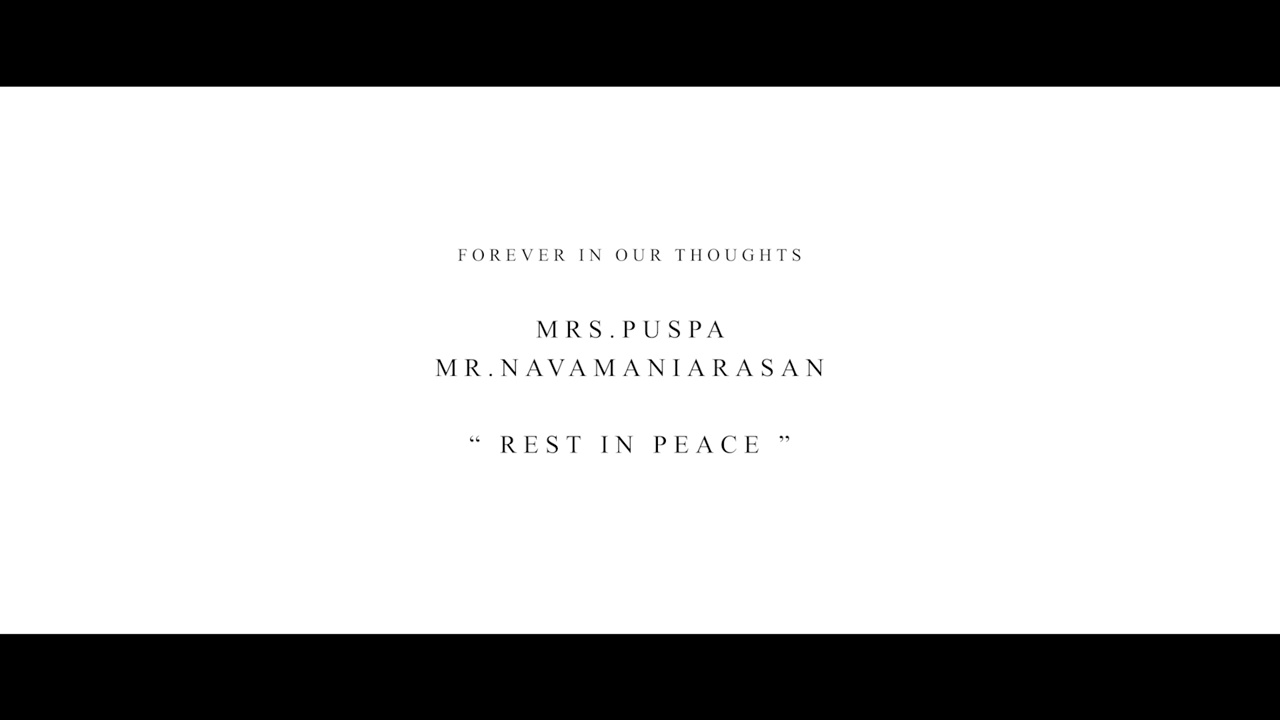 FOREVER IN OUR THOUGHTS
MRS.PUSPA
MR.NAVAMANIARASAN
“ REST IN PEACE ”